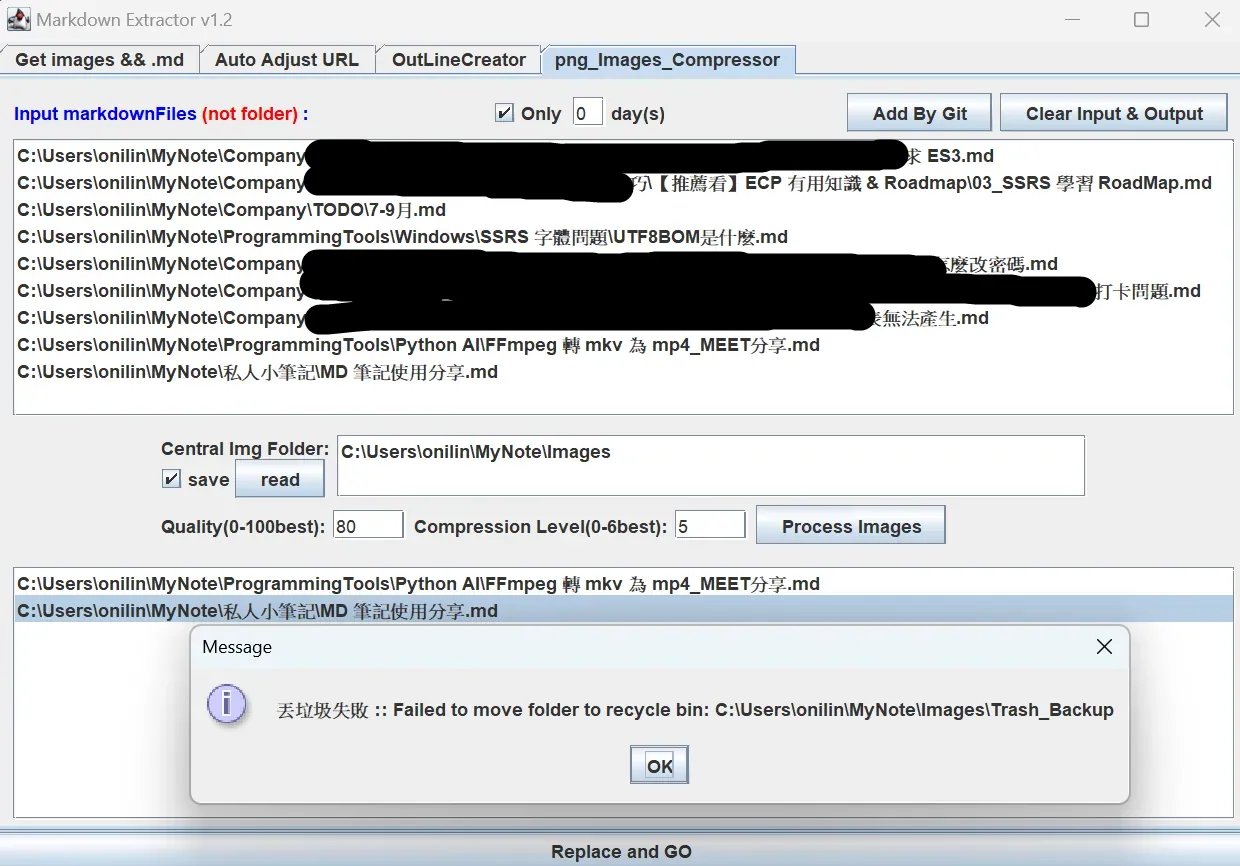 Markdown Extractor v1.2
Get images && .md
Auto Adjust URL
OutLineCreator
png_Images_Compressor
Input markdownFiles (not folder) :
Only 0 day(s)
Add By Git
Clear Input & Output
C:\Users\onilin\MyNote\Company 求 ES3.md
C:\Users\onilin\MyNote\Company \【推薦看】ECP 有用知識 & Roadmap\03_SSRS 學習 RoadMap.md
C:\Users\onilin\MyNote\Company\TODO\7-9月.md
C:\Users\onilin\MyNote\ProgrammingTools\Windows\SSRS 字體問題\UTF8BOM是什麼.md
C:\Users\onilin\MyNote\Company 麼改密碼.md
C:\Users\onilin\MyNote\Company 打卡問題.md
C:\Users\onilin\MyNote\Company 無法產生.md
C:\Users\onilin\MyNote\ProgrammingTools\Python AI\FFmpeg 轉 mkv 為 mp4_MEET分享.md
C:\Users\onilin\MyNote\私人小筆記\MD 筆記使用分享.md
Central Img Folder:
C:\Users\onilin\MyNote\Images
save
read
Quality(0-100best): 80
Compression Level(0-6best): 5
Process Images
C:\Users\onilin\MyNote\ProgrammingTools\Python AI\FFmpeg 轉 mkv 為 mp4_MEET分享.md
C:\Users\onilin\MyNote\私人小筆記\MD 筆記使用分享.md
Message
丟垃圾失敗 :: Failed to move folder to recycle bin: C:\Users\onilin\MyNote\Images\Trash_Backup
OK
Replace and GO